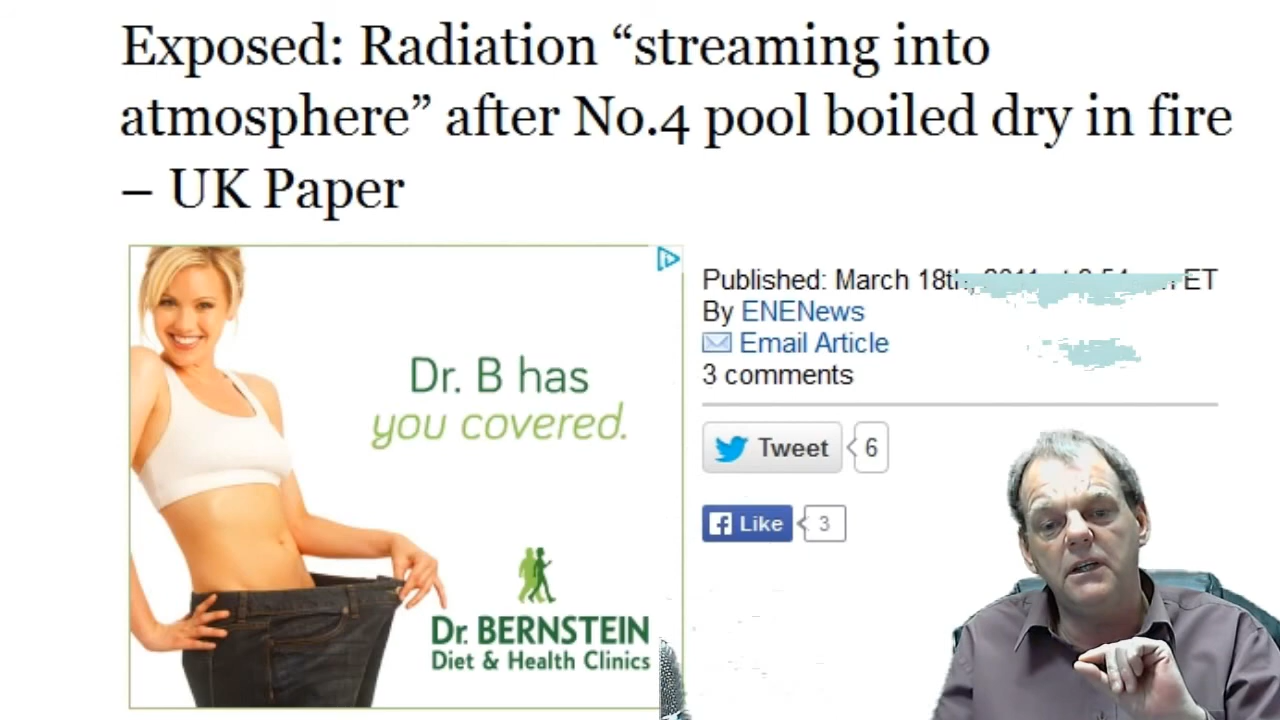 Exposed: Radiation “streaming into
atmosphere” after No.4 pool boiled dry in fire
– UK Paper
Dr. B has
you covered.
Dr. BERNSTEIN
Diet & Health Clinics
Published: March 18th, ET
By ENENews
Email Article
3 comments
Tweet 6
Like 3